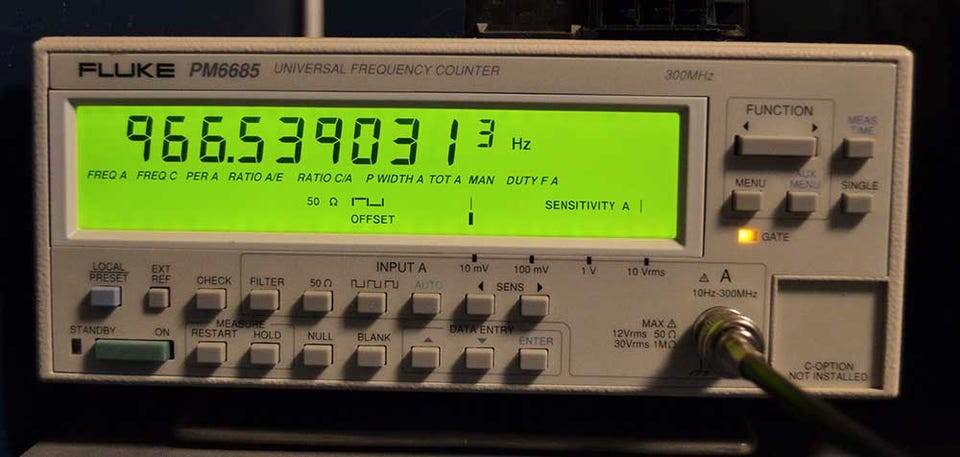 FLUKE PM6685 UNIVERSAL FREQUENCY COUNTER 300MHz
966.539031 3 Hz
FREQ A FREQ C PER A RATIO A/E RATIO C/A P WIDTH A TOT A MAN DUTY F A
50 Ω SENSITIVITY A
OFFSET
FUNCTION
MEAS TIME
MENU
AUX MENU
SINGLE
GATE
INPUT A
10 mV 100 mV 1 V 10 Vrms
LOCAL
PRESET
EXT
REF
CHECK
FILTER
50 Ω
AUTO
SENS
A
10Hz-300MHz
STANDBY
ON
MEASURE
RESTART HOLD
NULL
BLANK
DATA ENTRY
ENTER
MAX
12Vrms 50 Ω
30Vrms 1MΩ
C-OPTION
NOT INSTALLED